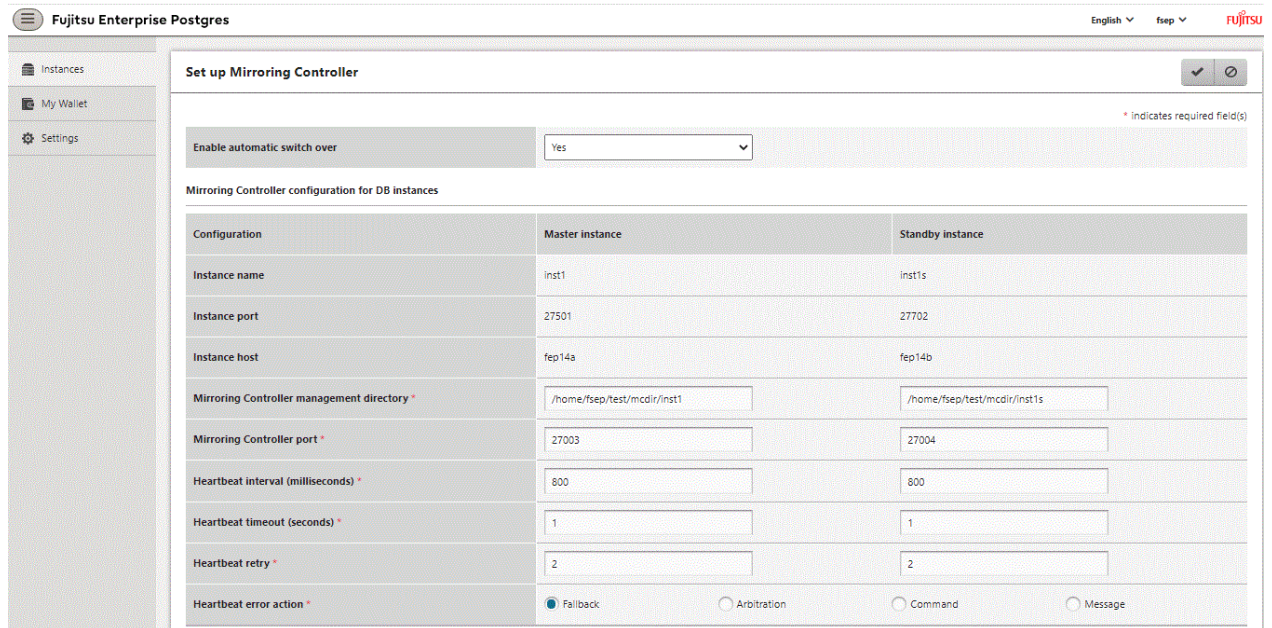 Fujitsu Enterprise Postgres
English fsep FUJITSU
Instances
My Wallet
Settings
Set up Mirroring Controller
* indicates required field(s)
Enable automatic switch over Yes
Mirroring Controller configuration for DB instances
Configuration Master instance Standby instance
Instance name inst1 inst1s
Instance port 27501 27702
Instance host fep14a fep14b
Mirroring Controller management directory * /home/fsep/test/mcdir/inst1 /home/fsep/test/mcdir/inst1s
Mirroring Controller port * 27003 27004
Heartbeat interval (milliseconds) * 800 800
Heartbeat timeout (seconds) * 1 1
Heartbeat retry * 2 2
Heartbeat error action * Fallback Arbitration Command Message